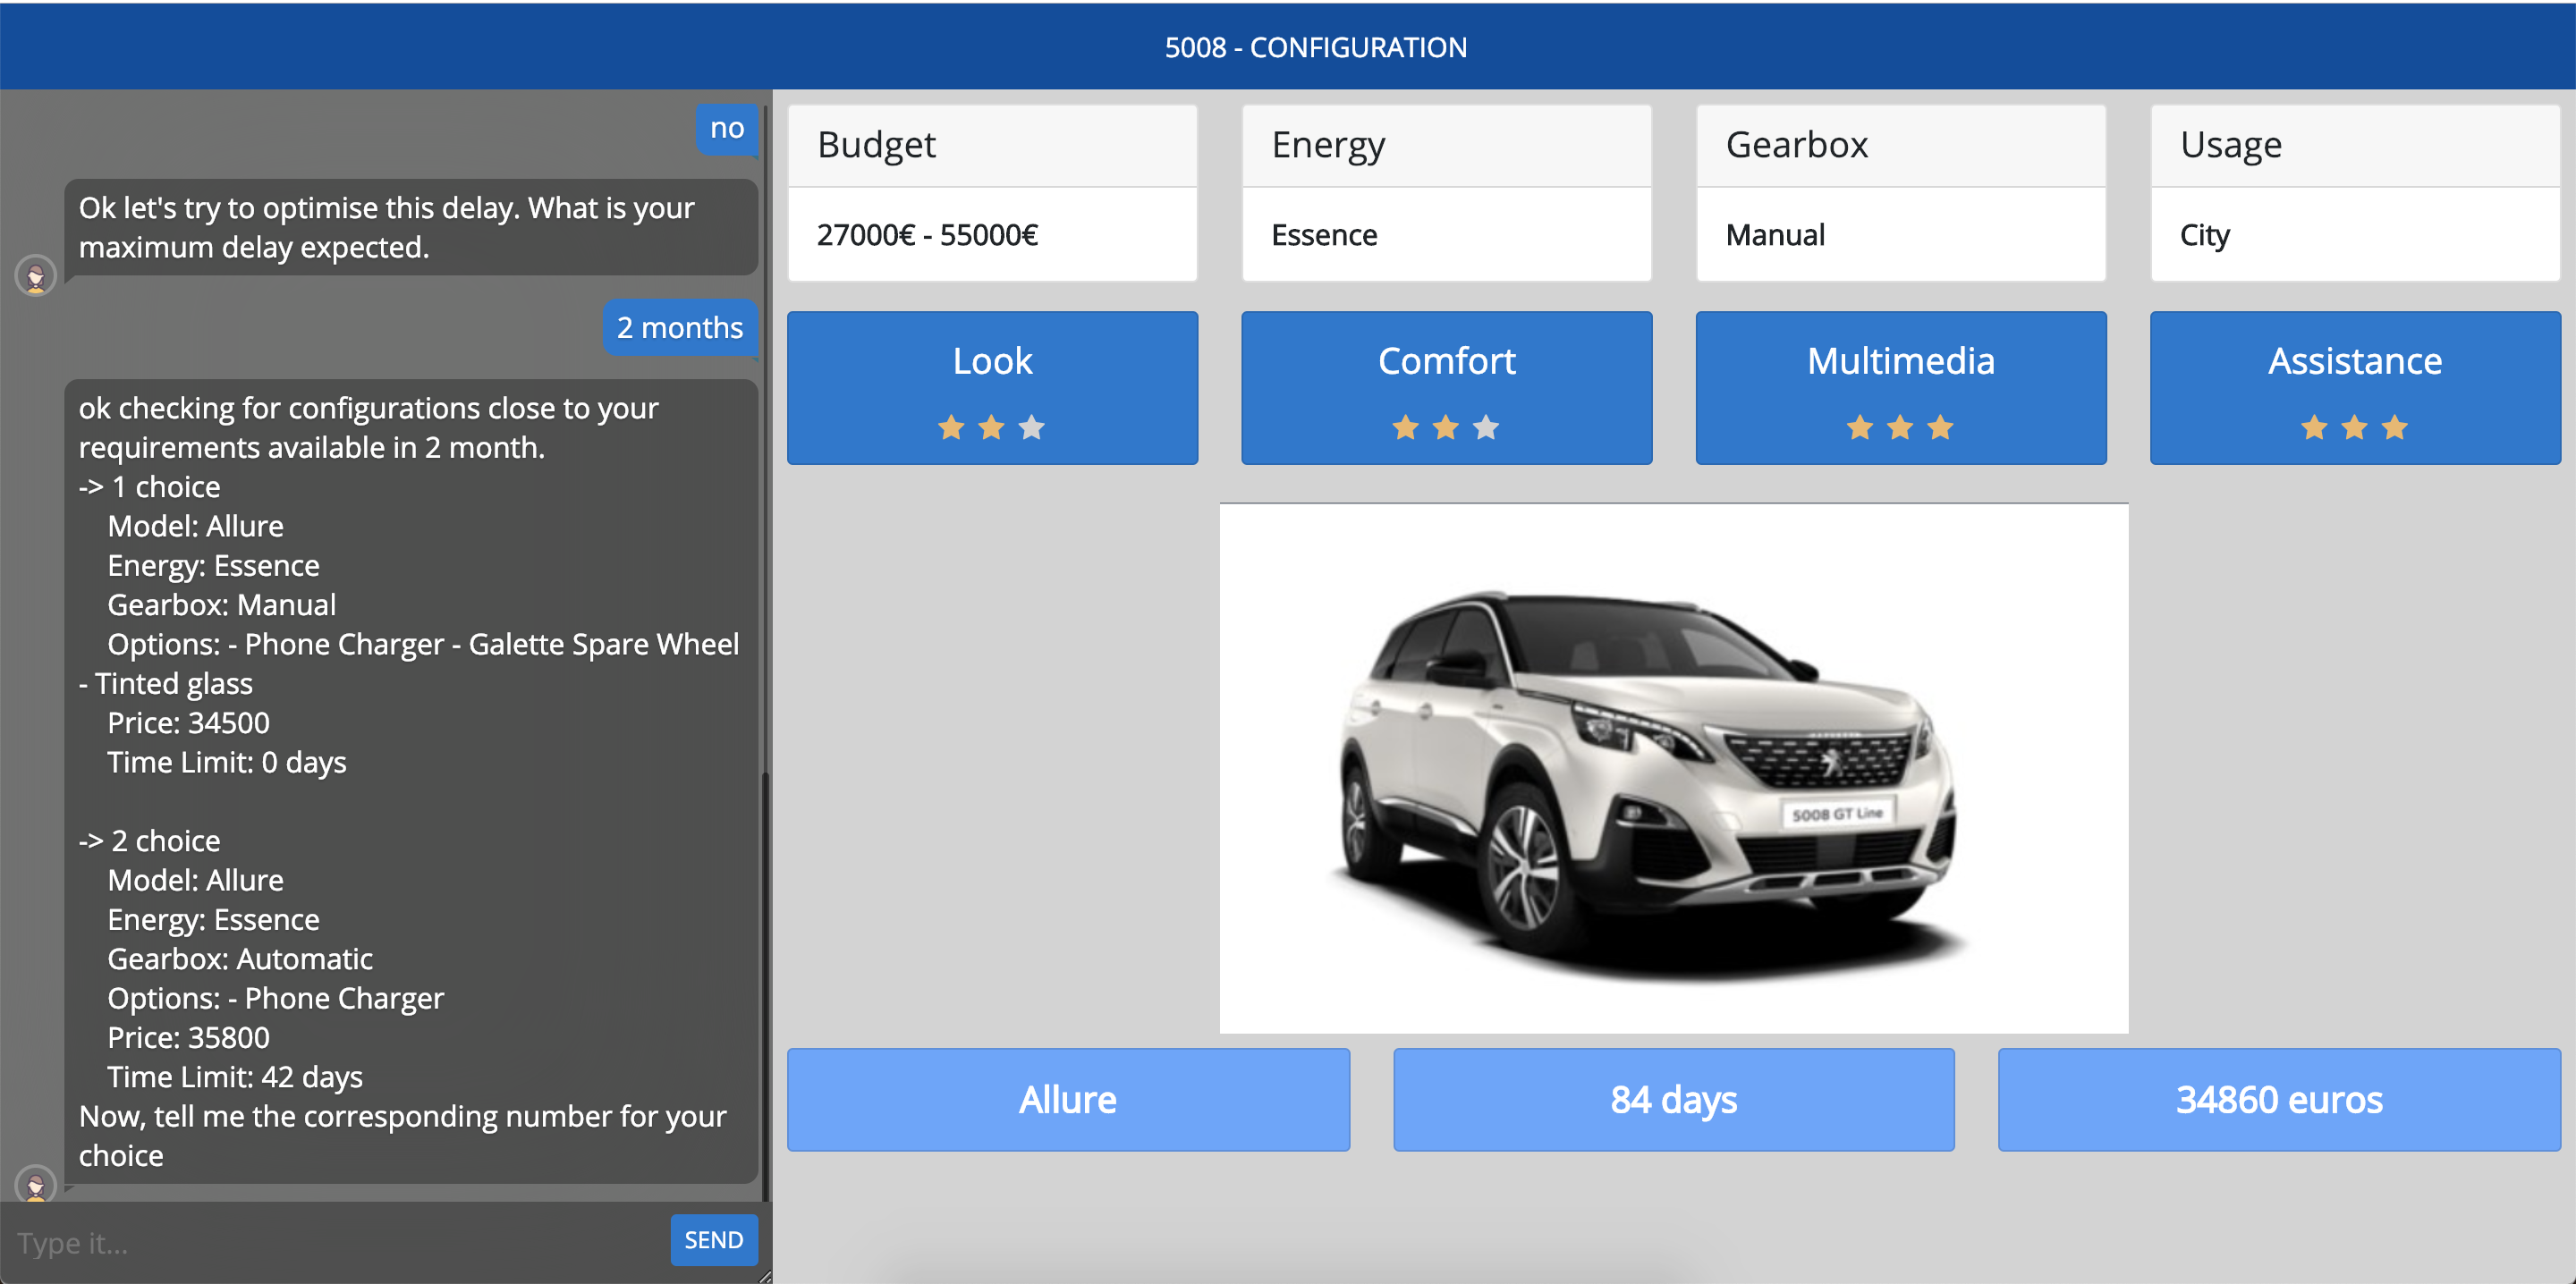 5008 - CONFIGURATION
no
Ok let's try to optimise this delay. What is your
maximum delay expected.
2 months
ok checking for configurations close to your
requirements available in 2 month.
-> 1 choice
Model: Allure
Energy: Essence
Gearbox: Manual
Options: - Phone Charger - Galette Spare Wheel
- Tinted glass
Price: 34500
Time Limit: 0 days
-> 2 choice
Model: Allure
Energy: Essence
Gearbox: Automatic
Options: - Phone Charger
Price: 35800
Time Limit: 42 days
Now, tell me the corresponding number for your
choice
Type it...
SEND
Budget
27000€ - 55000€
Energy
Essence
Gearbox
Manual
Usage
City
Look
Comfort
Multimedia
Assistance
5008 GT Line
Allure
84 days
34860 euros